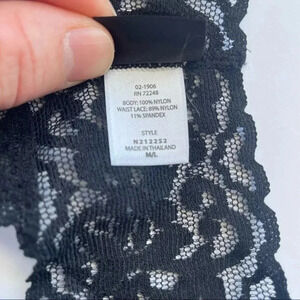 02-1906
RN 72248
BODY: 100% NYLON
WAIST LACE: 89% NYLON
11% SPANDEX
STYLE
N212252
MADE IN THAILAND
M/L